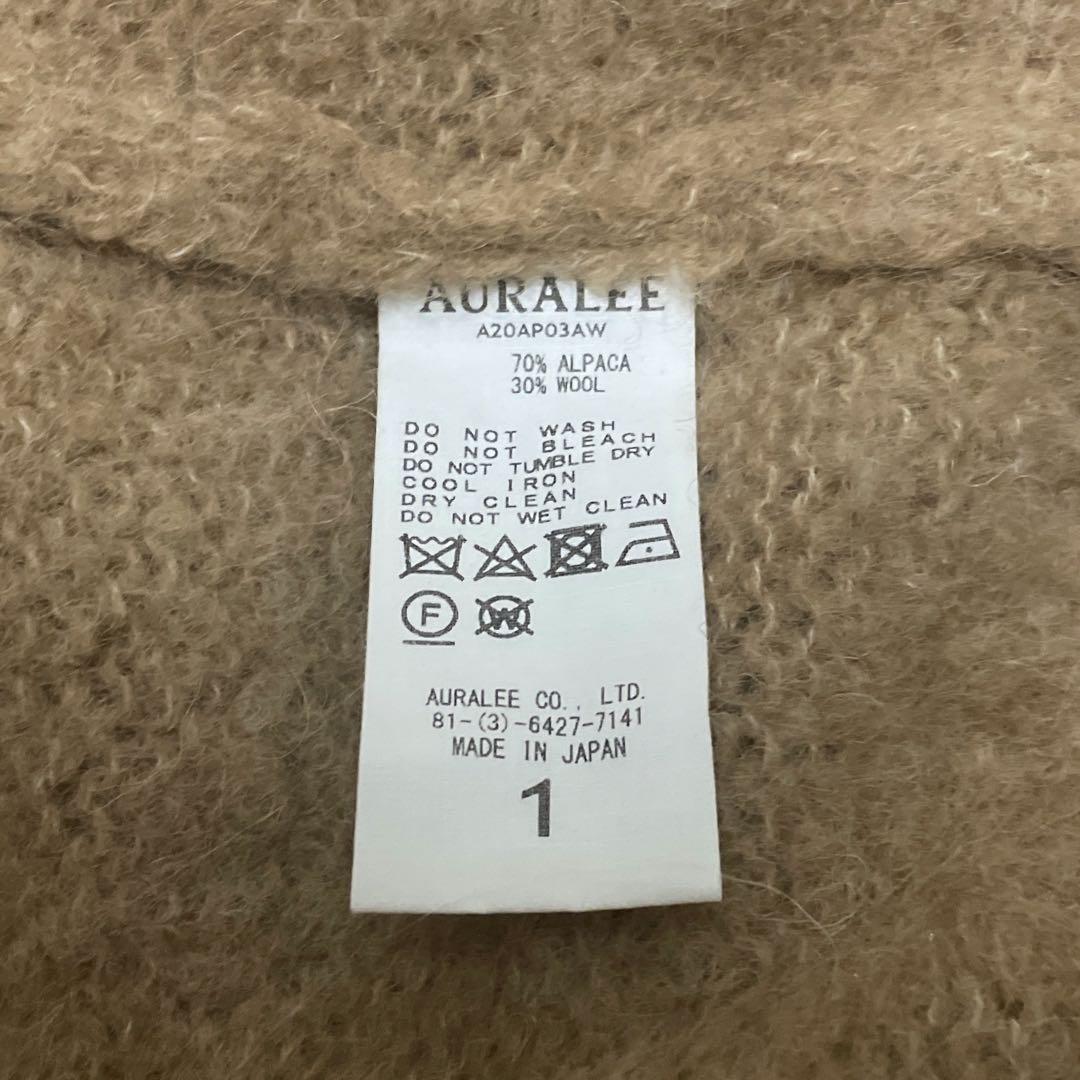 AURALEE
A20AP03AW
70% ALPACA
30% WOOL
DO NOT WASH
DO NOT BLEACH
DO NOT TUMBLE DRY
COOL IRON
DRY CLEAN
DO NOT WET CLEAN
F W
AURALEE CO., LTD.
81-(3)-6427-7141
MADE IN JAPAN
1